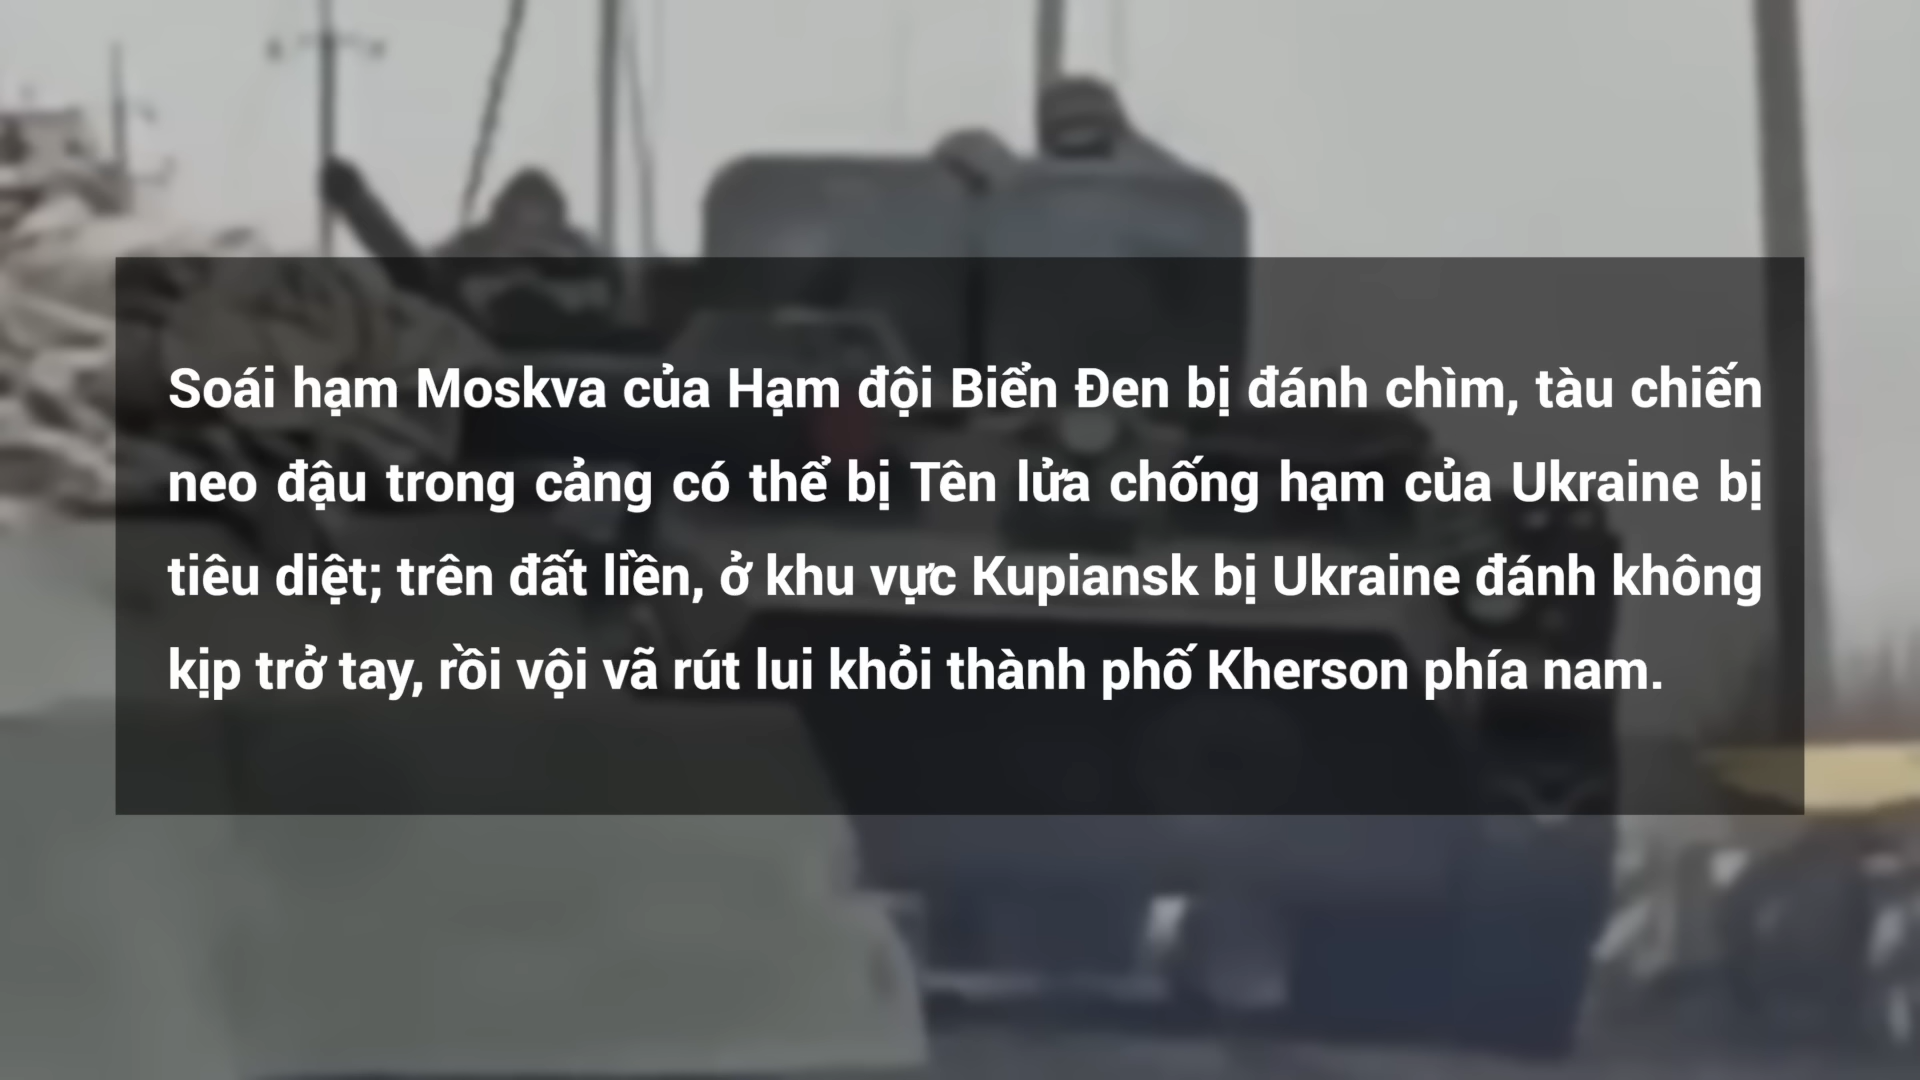 Soái hạm Moskva của Hạm đội Biển Đen bị đánh chìm, tàu chiến
neo đậu trong cảng có thể bị Tên lửa chống hạm của Ukraine bị
tiêu diệt; trên đất liền, ở khu vực Kupiansk bị Ukraine đánh không
kịp trở tay, rồi vội vã rút lui khỏi thành phố Kherson phía nam.